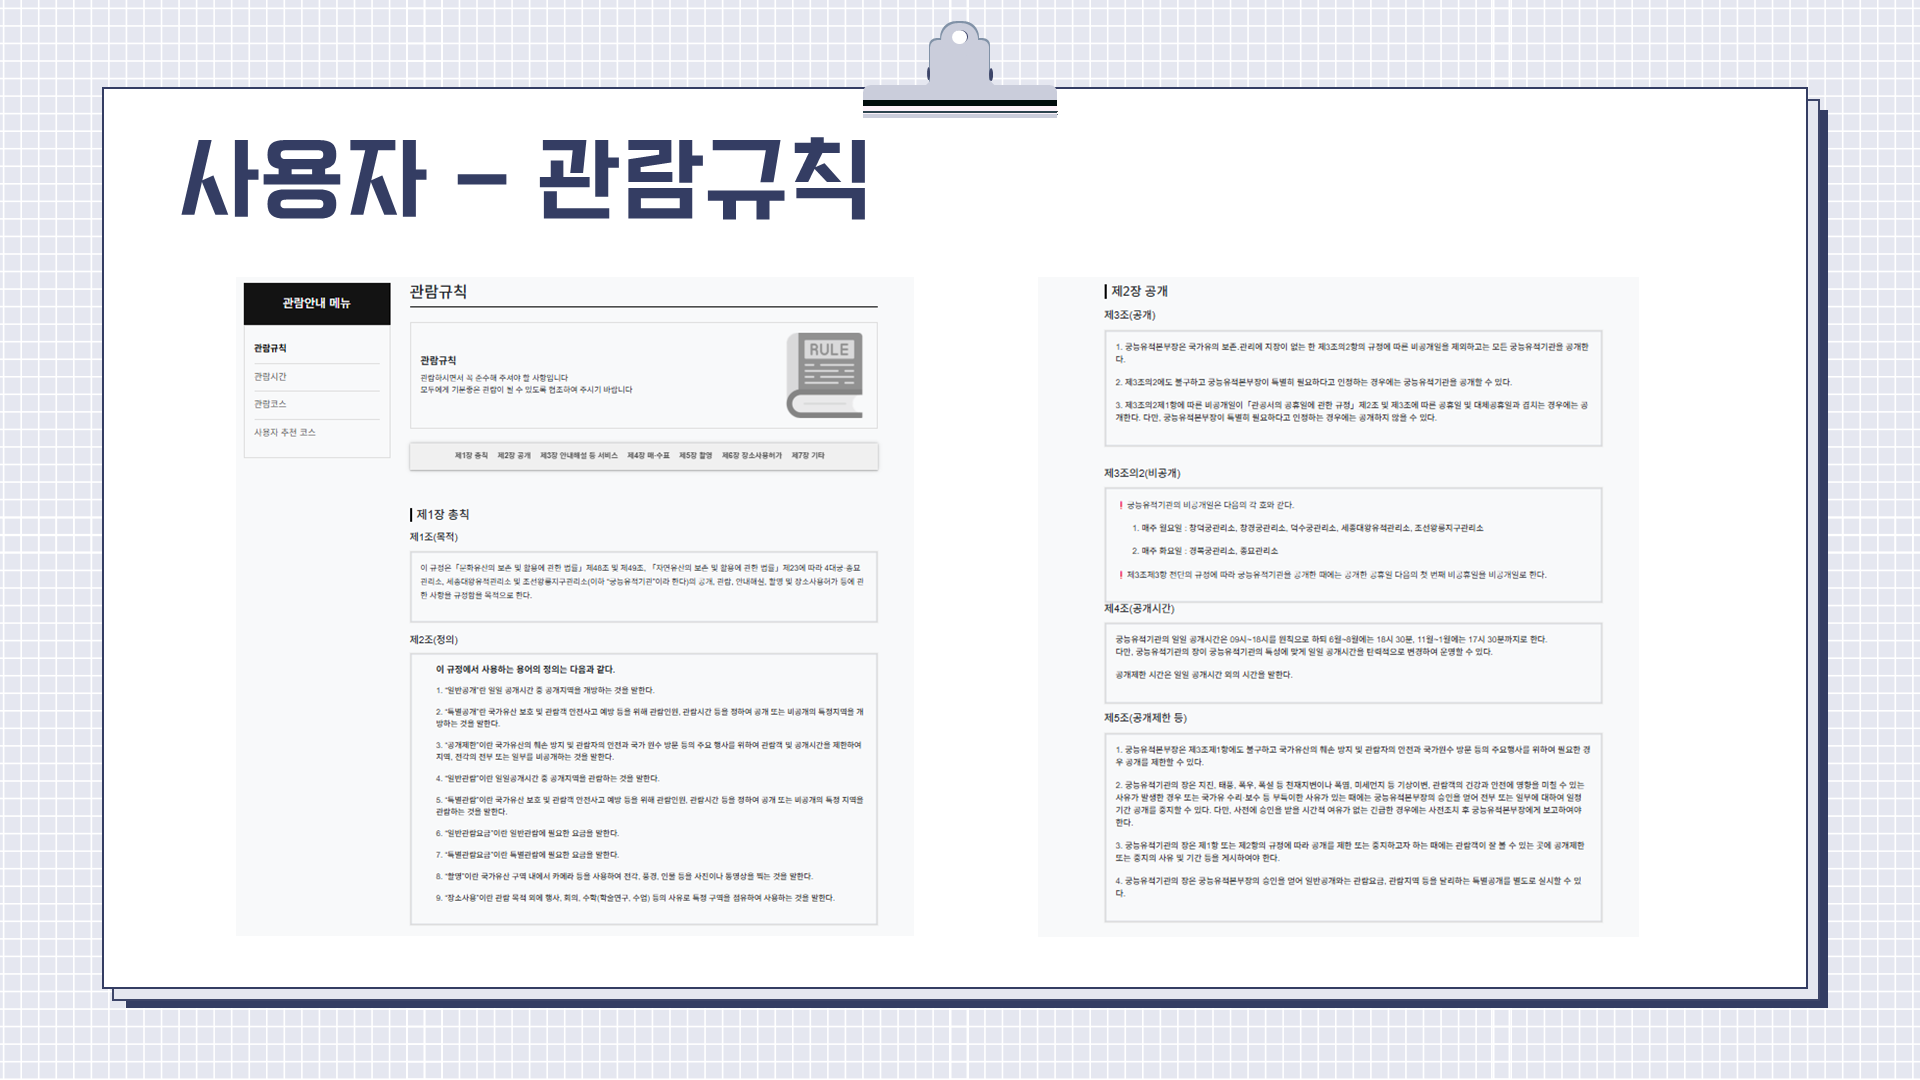 사용자 - 관람규칙
관람안내 메뉴
관람규칙
관람시간
관람코스
사용자 추천 코스
관람규칙
관람규칙
관람하시면서 꼭 준수해 주셔야 할 사항입니다
모두에게 기분좋은 관람이 될 수 있도록 협조하여 주시기 바랍니다
RULE
제1장 총칙 제2장 공개 제3장 안내해설 등 서비스 제4장 매·수표 제5장 촬영 제6장 장소사용허가 제7장 기타
제1장 총칙
제1조(목적)
이 규정은「문화유산의 보존 및 활용에 관한 법률」제48조 및 제49조, 「자연유산의 보존 및 활용에 관한 법률」제23에 따라 4대궁·종묘
관리소, 세종대왕유적관리소 및 조선왕릉지구관리소(이하 "궁능유적기관"이라 한다)의 공개, 관람, 안내해설, 촬영 및 장소사용허가 등에 관
한 사항을 규정함을 목적으로 한다.
제2조(정의)
이 규정에서 사용하는 용어의 정의는 다음과 같다.
1. "일반공개"란 일일 공개시간 중 공개지역을 개방하는 것을 말한다.
2. "특별공개"란 국가유산 보호 및 관람객 안전사고 예방 등을 위해 관람인원, 관람시간 등을 정하여 공개 또는 비공개의 특정지역을 개
방하는 것을 말한다.
3. "공개제한"이란 국가유산의 훼손 방지 및 관람자의 안전과 국가 원수 방문 등의 주요 행사를 위하여 관람객 및 공개시간을 제한하여
지역, 전각의 전부 또는 일부를 비공개하는 것을 말한다.
4. "일반관람"이란 일일공개시간 중 공개지역을 관람하는 것을 말한다.
5. "특별관람"이란 국가유산 보호 및 관람객 안전사고 예방 등을 위해 관람인원, 관람시간 등을 정하여 공개 또는 비공개의 특정 지역을
관람하는 것을 말한다.
6. "일반관람요금"이란 일반관람에 필요한 요금을 말한다.
7. "특별관람요금"이란 특별관람에 필요한 요금을 말한다.
8. "촬영"이란 국가유산 구역 내에서 카메라 등을 사용하여 전각, 풍경, 인물 등을 사진이나 동영상을 찍는 것을 말한다.
9. "장소사용"이란 관람 목적 외에 행사, 회의, 수학(학술연구, 수업) 등의 사유로 특정 구역을 점유하여 사용하는 것을 말한다.
제2장 공개
제3조(공개)
1. 궁능유적본부장은 국가유의 보존.관리에 지장이 없는 한 제3조의2항의 규정에 따른 비공개일을 제외하고는 모든 궁능유적기관을 공개한
다.
2. 제3조의2에도 불구하고 궁능유적본부장이 특별히 필요하다고 인정하는 경우에는 궁능유적기관을 공개할 수 있다.
3. 제3조의2제1항에 따른 비공개일이「관공서의 공휴일에 관한 규정」제2조 및 제3조에 따른 공휴일 및 대체공휴일과 겹치는 경우에는 공
개한다. 다만, 궁능유적본부장이 특별히 필요하다고 인정하는 경우에는 공개하지 않을 수 있다.
제3조의2(비공개)
❗ 궁능유적기관의 비공개일은 다음의 각 호와 같다.
1. 매주 월요일 : 창덕궁관리소, 창경궁관리소, 덕수궁관리소, 세종대왕유적관리소, 조선왕릉지구관리소
2. 매주 화요일 : 경복궁관리소, 종묘관리소
❗ 제3조제3항 전단의 규정에 따라 궁능유적기관을 공개한 때에는 공개한 공휴일 다음의 첫 번째 비공휴일을 비공개일로 한다.
제4조(공개시간)
궁능유적기관의 일일 공개시간은 09시~18시를 원칙으로 하되 6월~8월에는 18시 30분, 11월~1월에는 17시 30분까지로 한다.
다만, 궁능유적기관의 장이 궁능유적기관의 특성에 맞게 일일 공개시간을 탄력적으로 변경하여 운영할 수 있다.
공개제한 시간은 일일 공개시간 외의 시간을 말한다.
제5조(공개제한 등)
1. 궁능유적본부장은 제3조제1항에도 불구하고 국가유산의 훼손 방지 및 관람자의 안전과 국가원수 방문 등의 주요행사를 위하여 필요한 경
우 공개를 제한할 수 있다.
2. 궁능유적기관의 장은 지진, 태풍, 폭우, 폭설 등 천재지변이나 폭염, 미세먼지 등 기상이변, 관람객의 건강과 안전에 영향을 미칠 수 있는
사유가 발생한 경우 또는 국가유 수리·보수 등 부득이한 사유가 있는 때에는 궁능유적본부장의 승인을 얻어 전부 또는 일부에 대하여 일정
기간 공개를 중지할 수 있다. 다만, 사전에 승인을 받을 시간적 여유가 없는 긴급한 경우에는 사전조치 후 궁능유적본부장에게 보고하여야
한다.
3. 궁능유적기관의 장은 제1항 또는 제2항의 규정에 따라 공개를 제한 또는 중지하고자 하는 때에는 관람객이 잘 볼 수 있는 곳에 공개제한
또는 중지의 사유 및 기간 등을 게시하여야 한다.
4. 궁능유적기관의 장은 궁능유적본부장의 승인을 얻어 일반공개와는 관람요금, 관람지역 등을 달리하는 특별공개를 별도로 실시할 수 있
다.